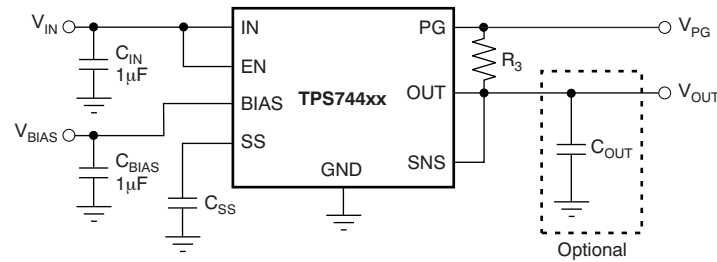 V_IN
C_IN
1μF
V_BIAS
C_BIAS
1μF
C_SS
IN
EN
BIAS
SS
TPS744xx
GND
PG
OUT
SNS
R_3
V_PG
V_OUT
C_OUT
Optional